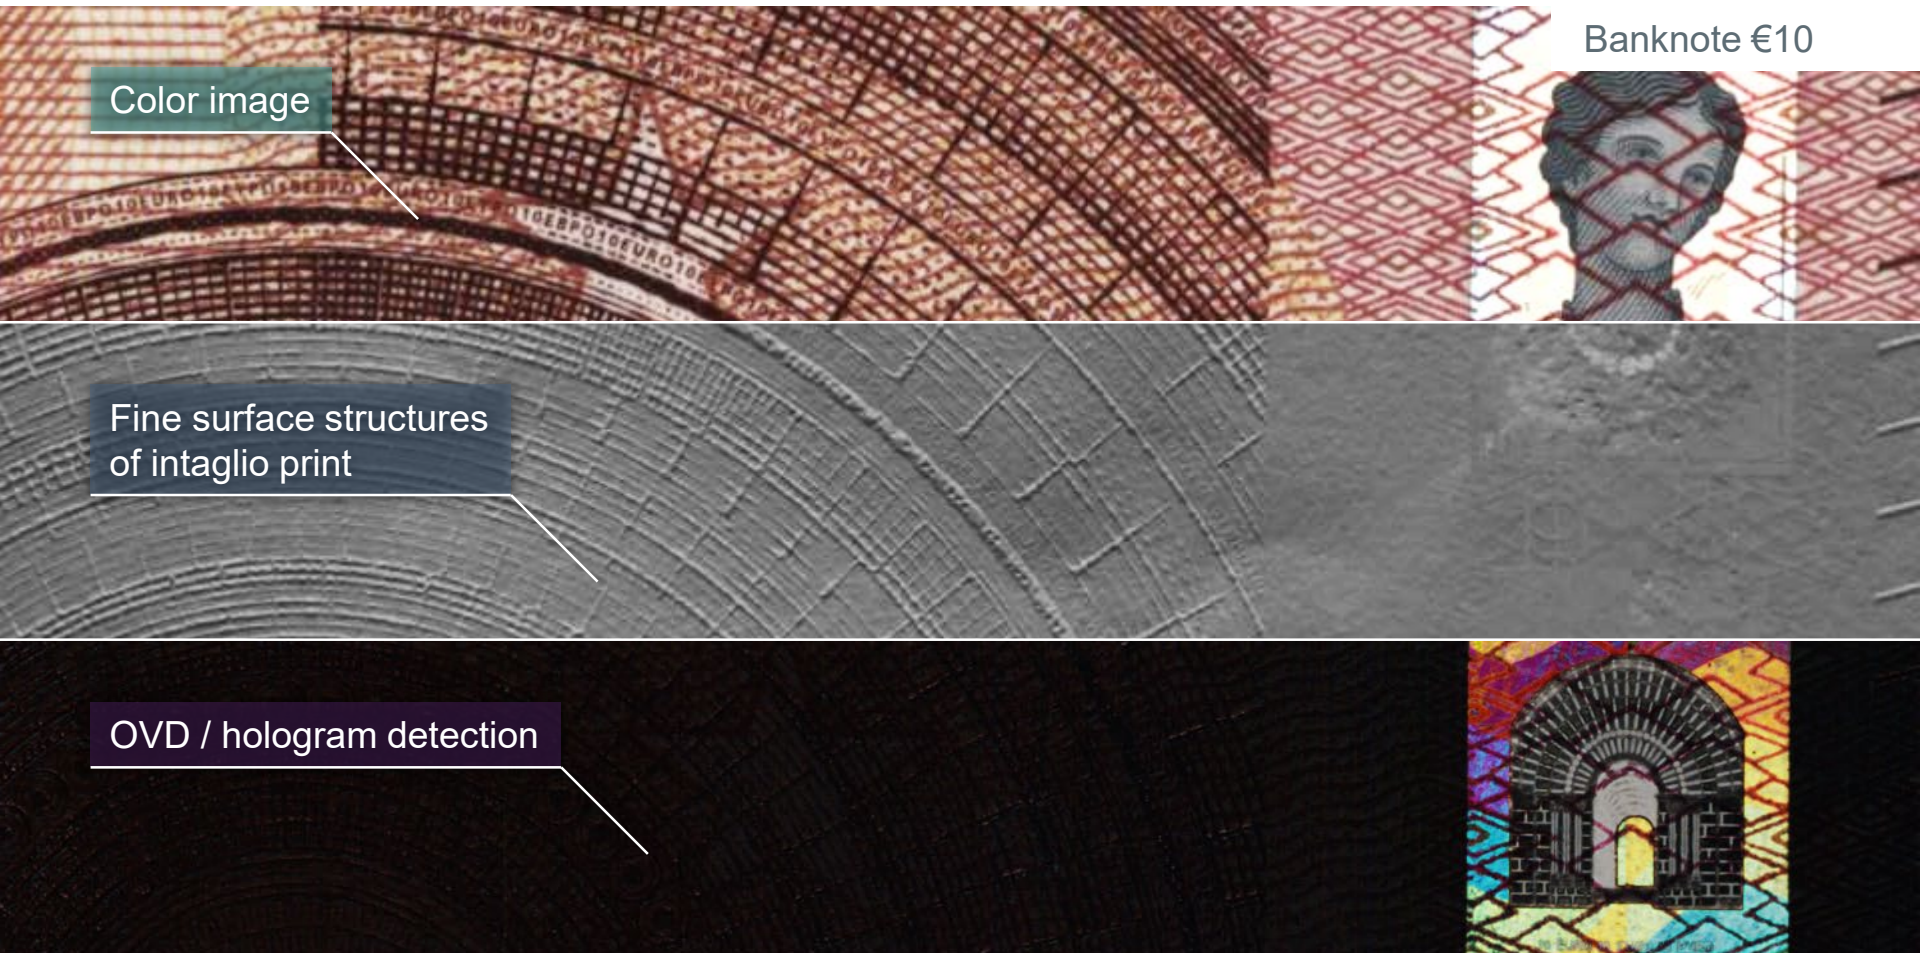 Banknote €10
Color image
Fine surface structures
of intaglio print
OVD / hologram detection